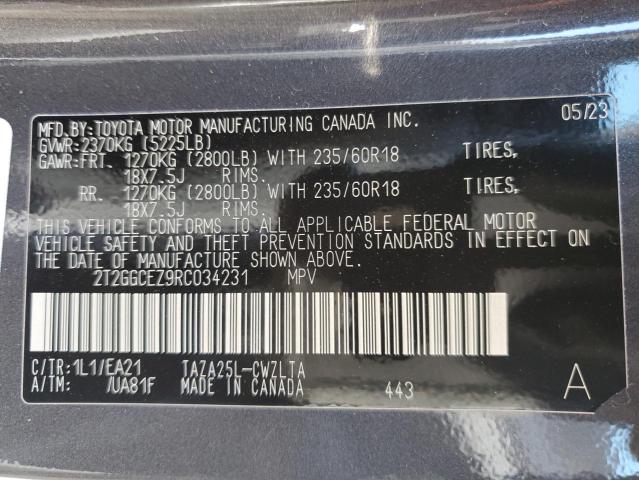 MFD.BY:TOYOTA MOTOR MANUFACTURING CANADA INC. 05/23
GVWR:2370KG (5225LB)
GAWR:FRT. 1270KG (2800LB) WITH 235/60R18 TIRES,
18X7.5J RIMS.
RR. 1270KG (2800LB) WITH 235/60R18 TIRES,
18X7.5J RIMS.
THIS VEHICLE CONFORMS TO ALL APPLICABLE FEDERAL MOTOR
VEHICLE SAFETY AND THEFT PREVENTION STANDARDS IN EFFECT ON
THE DATE OF MANUFACTURE SHOWN ABOVE.
2T2GGCEZ9RC034231 MPV
C/TR:1L1/EA21 TAZA25L-CWZLTA
A/TM: /UA81F MADE IN CANADA 443 A